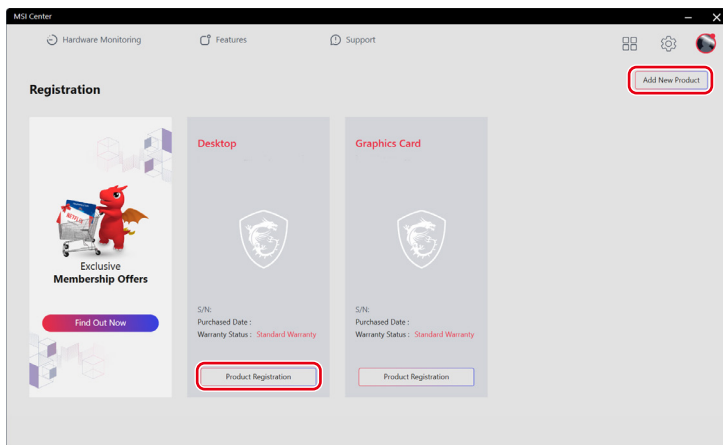 MSI Center
Hardware Monitoring
Features
Support
Add New Product
Registration
Desktop
Graphics Card
NETFLIX
Exclusive
Membership Offers
Find Out Now
S/N:
Purchased Date :
Warranty Status : Standard Warranty
Product Registration
S/N:
Purchased Date :
Warranty Status : Standard Warranty
Product Registration